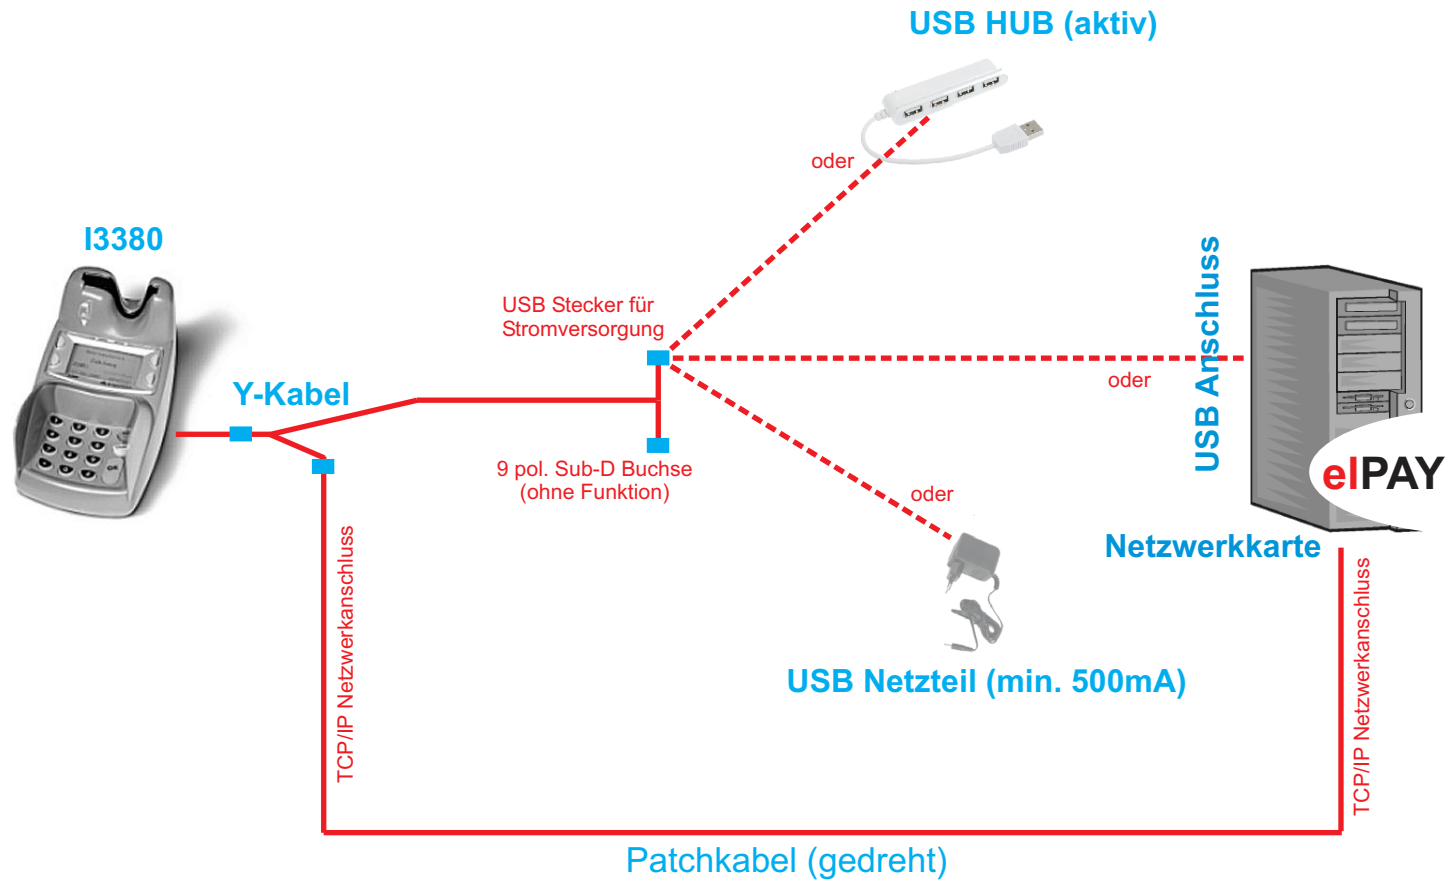 USB HUB (aktiv)
oder
I3380
USB Stecker für
Stromversorgung
USB Anschluss
oder
Y-Kabel
9 pol. Sub-D Buchse
(ohne Funktion)
oder
elPAY
Netzwerkkarte
TCP/IP Netzwerkanschluss
TCP/IP Netzwerkanschluss
USB Netzteil (min. 500mA)
Patchkabel (gedreht)